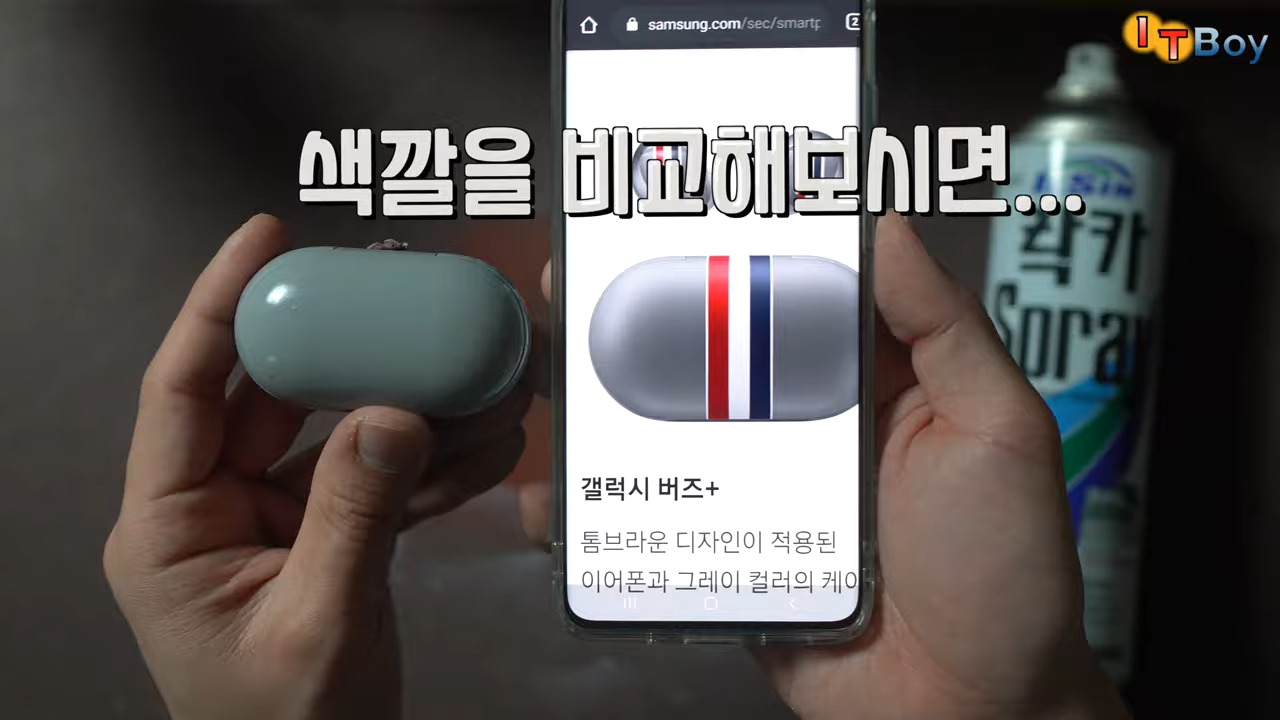 samsung.com/sec/smartp
2
ITBoy
색깔을 비교해보시면...
갤럭시 버즈+
톰브라운 디자인이 적용된
이어폰과 그레이 컬러의 케이
락카
Spray